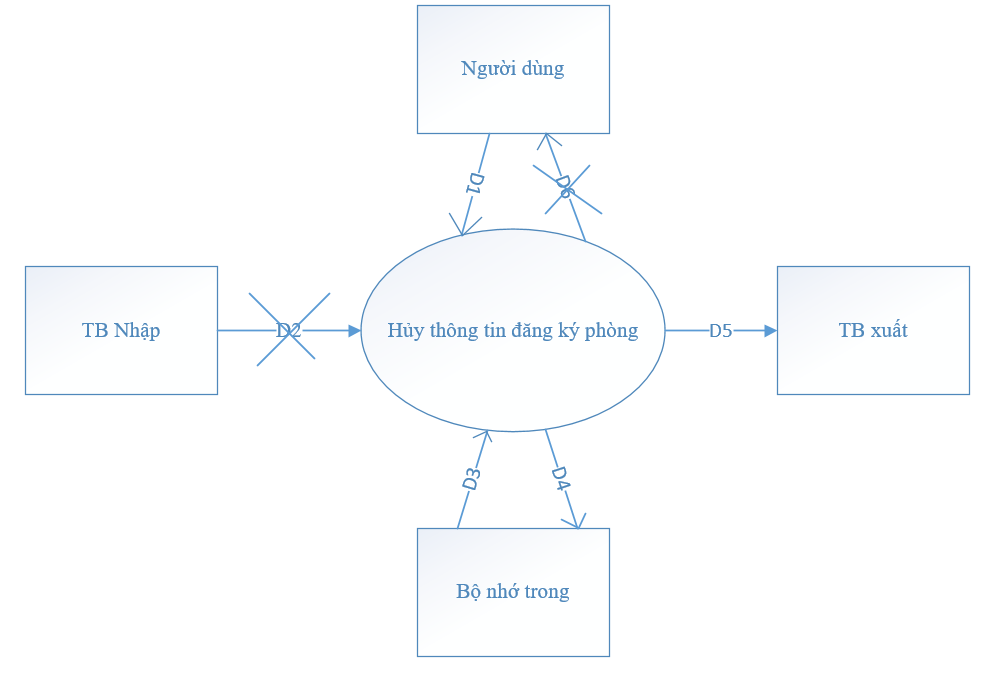 Người dùng
D1
D6
TB Nhập
D2
Hủy thông tin đăng ký phòng
D5
TB xuất
D3
D4
Bộ nhớ trong